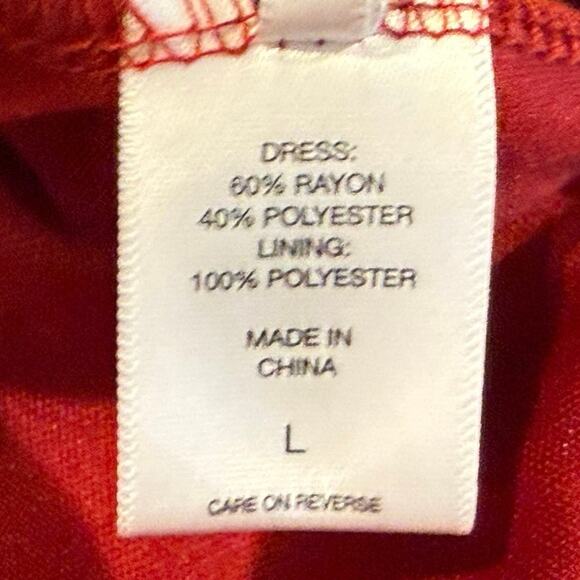 DRESS:
60% RAYON
40% POLYESTER
LINING:
100% POLYESTER
MADE IN
CHINA
L
CARE ON REVERSE